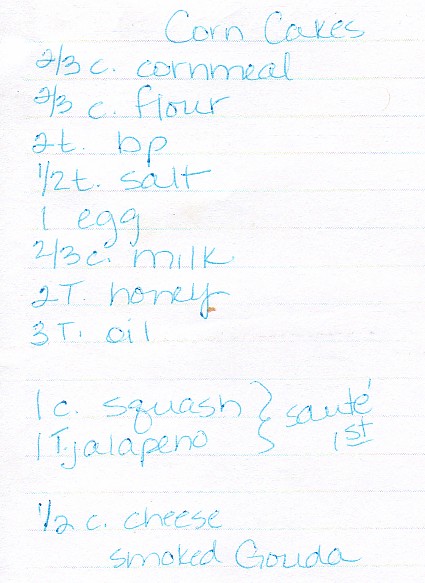 Corn Cakes
2/3 c. cornmeal
2/3 c. flour
2t. bp
1/2t. salt
1 egg
2/3 c. milk
2T. honey
3T. oil
1c. squash } sauté
1T. jalapeno } 1st
1/2 c. cheese
smoked Gouda